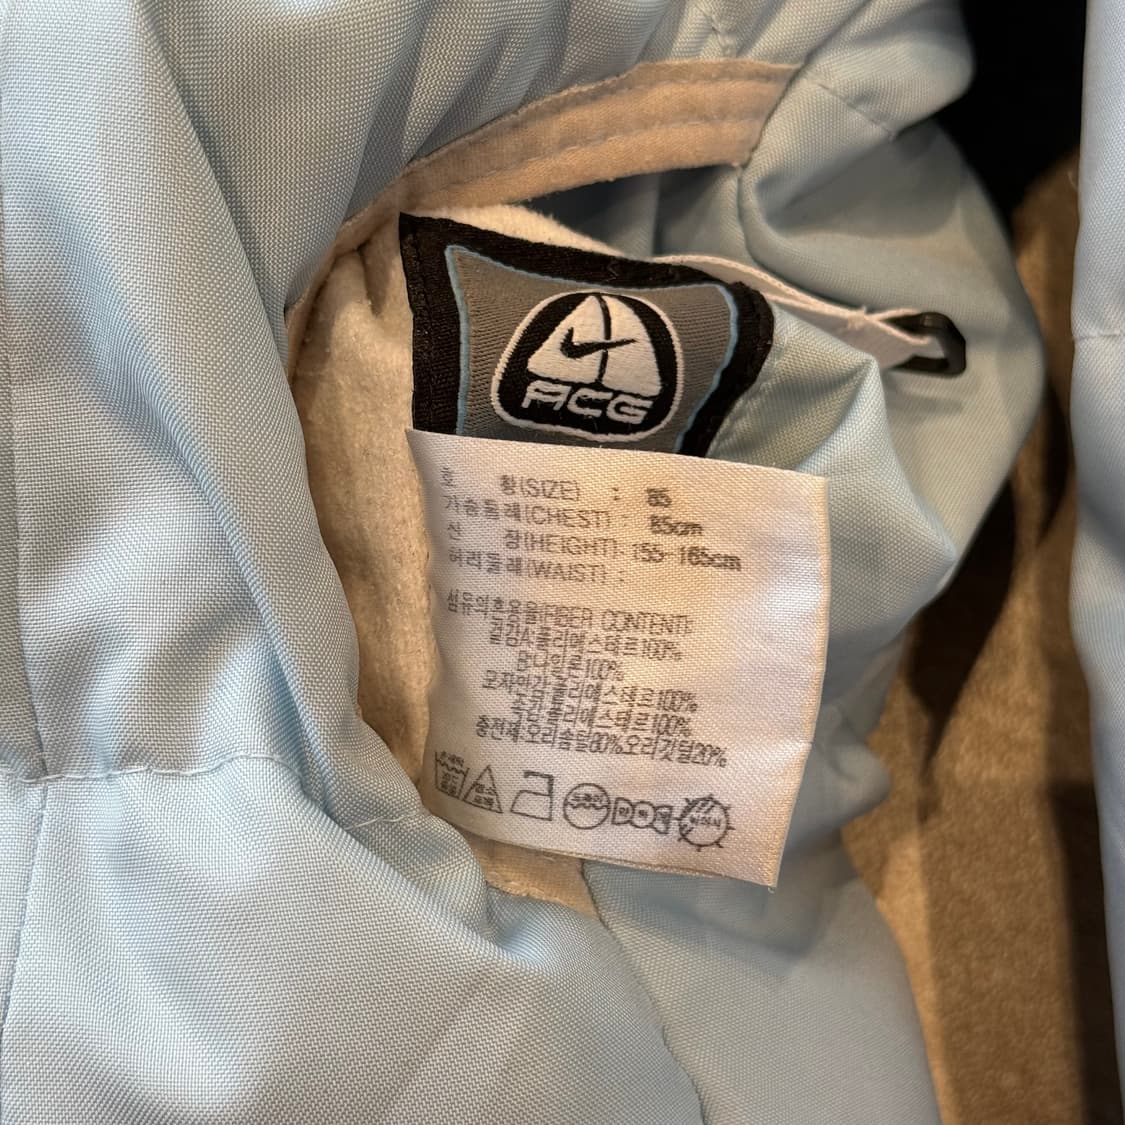 ACG
호 칭(SIZE) : 85
가슴둘레(CHEST) : 85cm
신 장(HEIGHT): 155-165cm
허리둘레(WAIST) :
섬유의혼용율(FIBER CONTENT):
겉감A:폴리에스테르100%
B:나일론100%
모자안감:폴리에스테르100%
폴리에스테르100%
충전재:오리솜털80%오리깃털20%
드라이